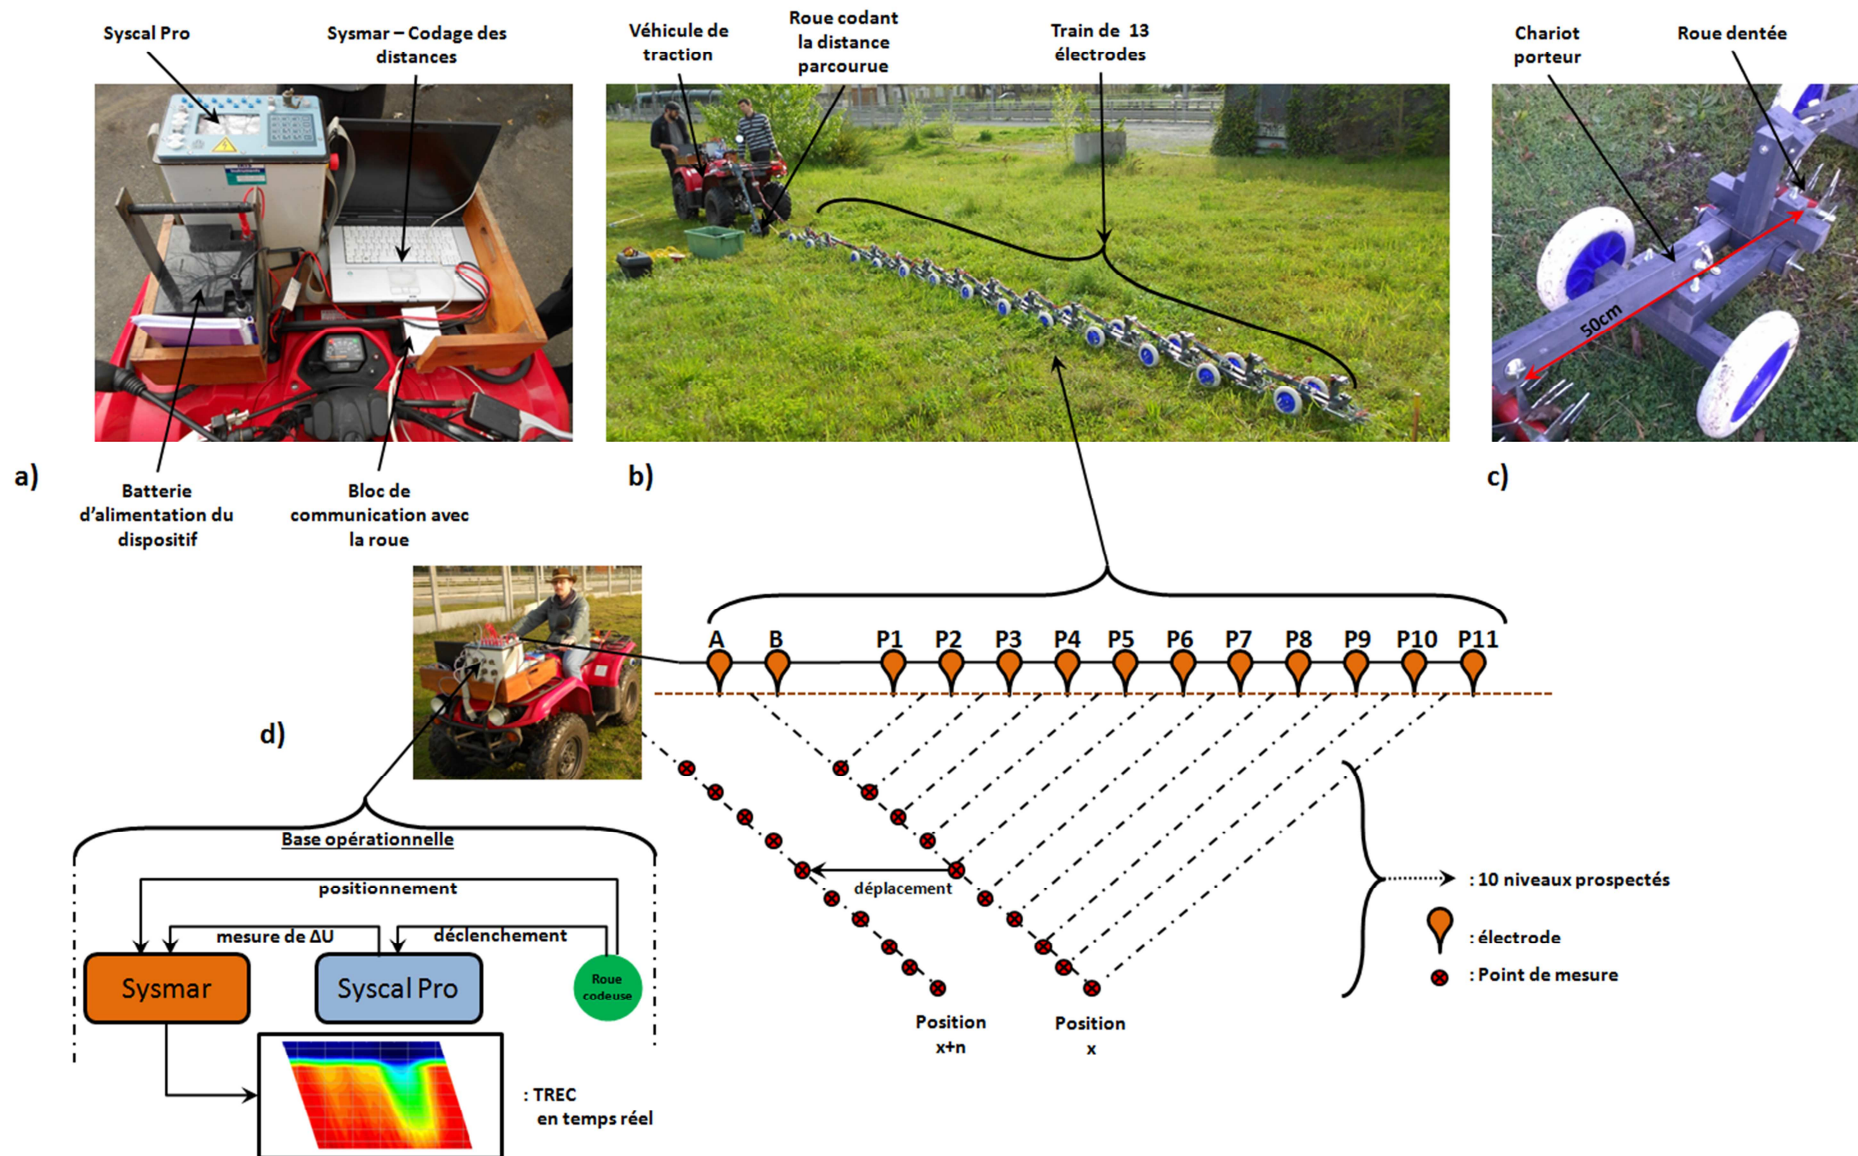 Syscal Pro
Sysmar – Codage des
distances
Véhicule de
traction
Roue codant
la distance
parcourue
Train de 13
électrodes
Chariot
porteur
Roue dentée
50cm
a)
b)
c)
Batterie
d’alimentation du
dispositif
Bloc de
communication avec
la roue
A B P1 P2 P3 P4 P5 P6 P7 P8 P9 P10 P11
d)
Base opérationnelle
positionnement
mesure de ΔU
déclenchement
Sysmar
Syscal Pro
Roue
codeuse
déplacement
: 10 niveaux prospectés
: électrode
: Point de mesure
Position
x+n
Position
x
: TREC
en temps réel